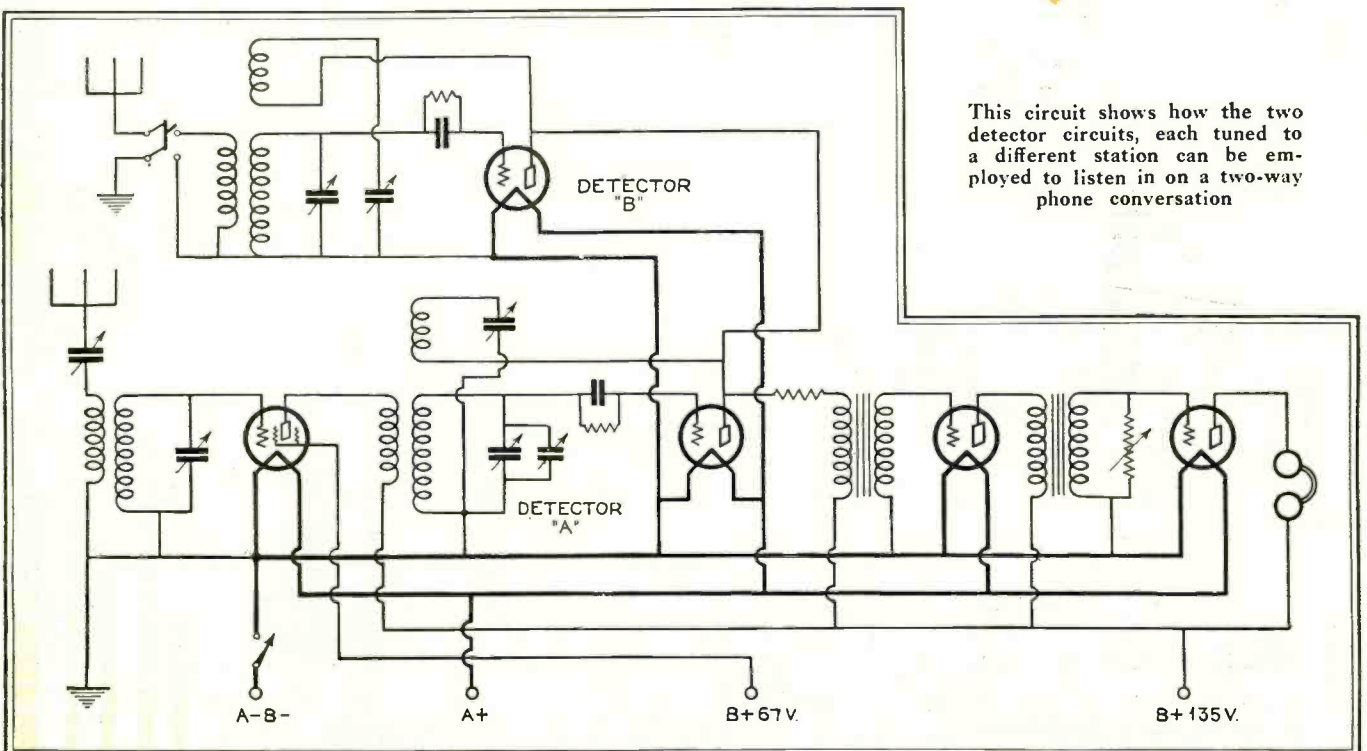 This circuit shows how the two
detector circuits, each tuned to
a different station can be em-
ployed to listen in on a two-way
phone conversation
DETECTOR
"B"
DETECTOR
"A"
A-B-
A+
B+67V.
B+135V.